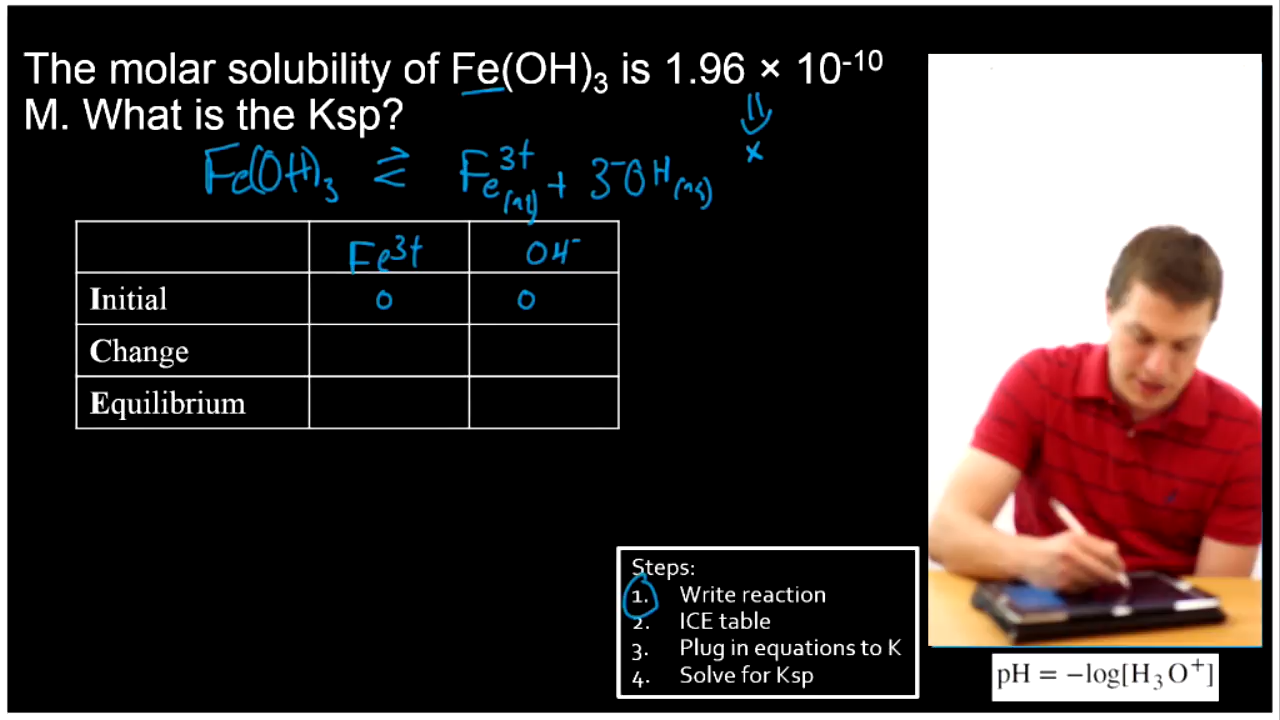 The molar solubility of Fe(OH)₃ is 1.96 × 10⁻¹⁰
M. What is the Ksp?
Fe(OH)₃ ⇄ Fe³⁺(aq) + 3⁻OH(aq)
x
Fe³⁺ OH⁻
Initial 0 0
Change
Equilibrium
Steps:
1. Write reaction
2. ICE table
3. Plug in equations to K
4. Solve for Ksp
pH = −log[H₃O⁺]